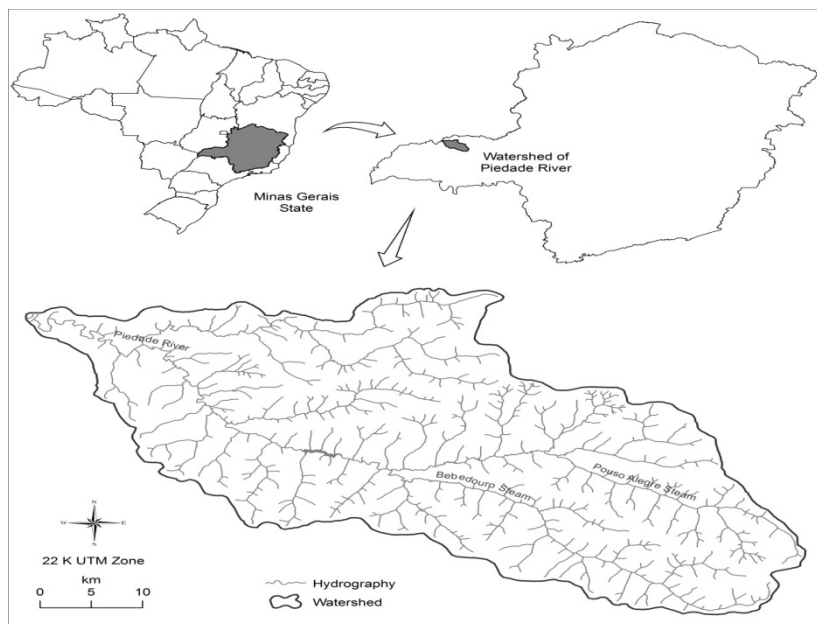 Minas Gerais
State
Watershed of
Piedade River
Piedade River
Pouso Alegre Steam
Bebedourp Steam
N
W
E
S
22 K UTM Zone
km
0 5 10
Hydrography
Watershed